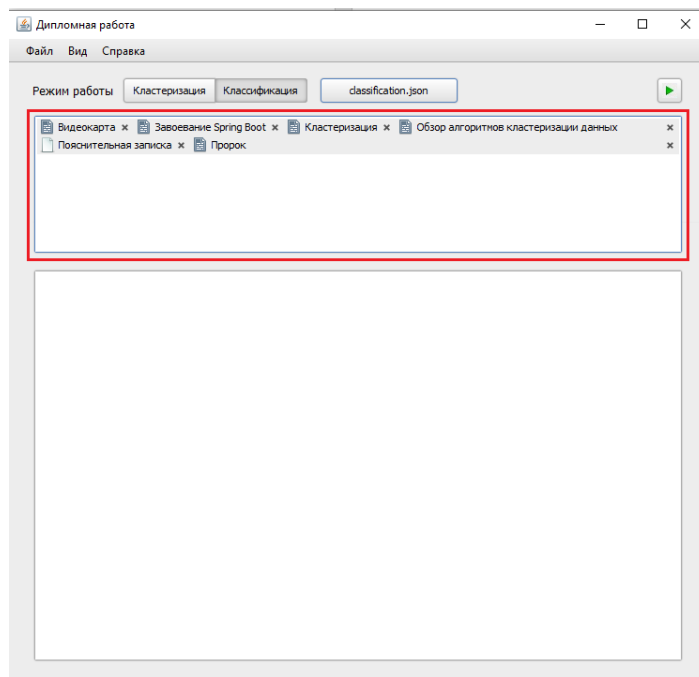 Дипломная работа
Файл Вид Справка
Режим работы Кластеризация Классификация classification.json
Видеокарта × Завоевание Spring Boot × Кластеризация × Обзор алгоритмов кластеризации данных ×
Пояснительная записка × Пророк ×